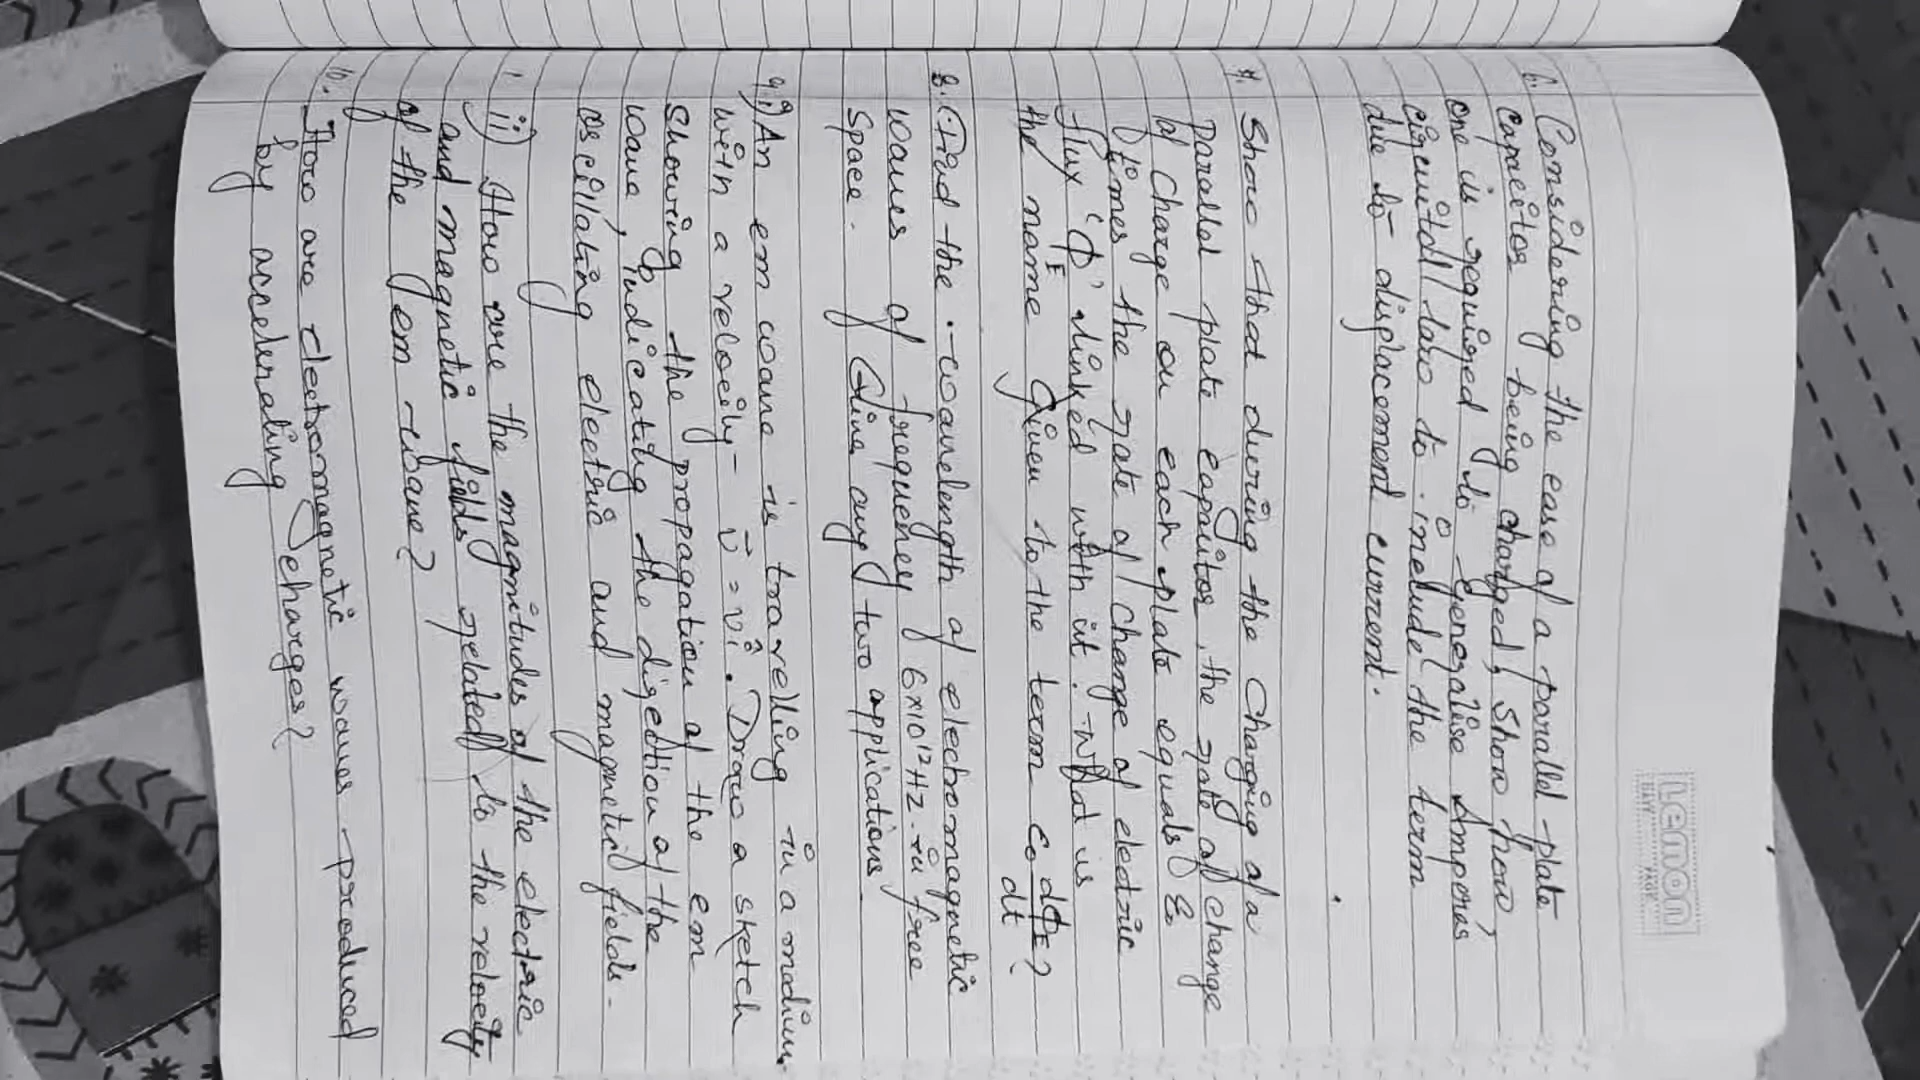 Lemon
DATE
PAGE
6. Considering the case of a parallel plate
capacitor being charged, show how
one is required to generalise Ampere's
circuital law to include the term
due to displacement current.
7. Show that during the charging of a
parallel plate capacitor, the rate of change
of charge on each plate equals ε₀
times the rate of change of electric
flux 'Φ_E' linked with it. What is
the name given to the term ε₀ dΦ_E/dt?
8. Find the wavelength of electromagnetic
waves of frequency 6×10¹² Hz in free
space. Give any two applications.
9. i) An em wave is travelling in a medium
with a velocity v⃗ = vî. Draw a sketch
showing the propagation of the em
wave, indicating the direction of the
oscillating electric and magnetic fields.
ii) How are the magnitudes of the electric
and magnetic fields related to the velocity
of the em wave?
10. How are electromagnetic waves produced
by accelerating charges?